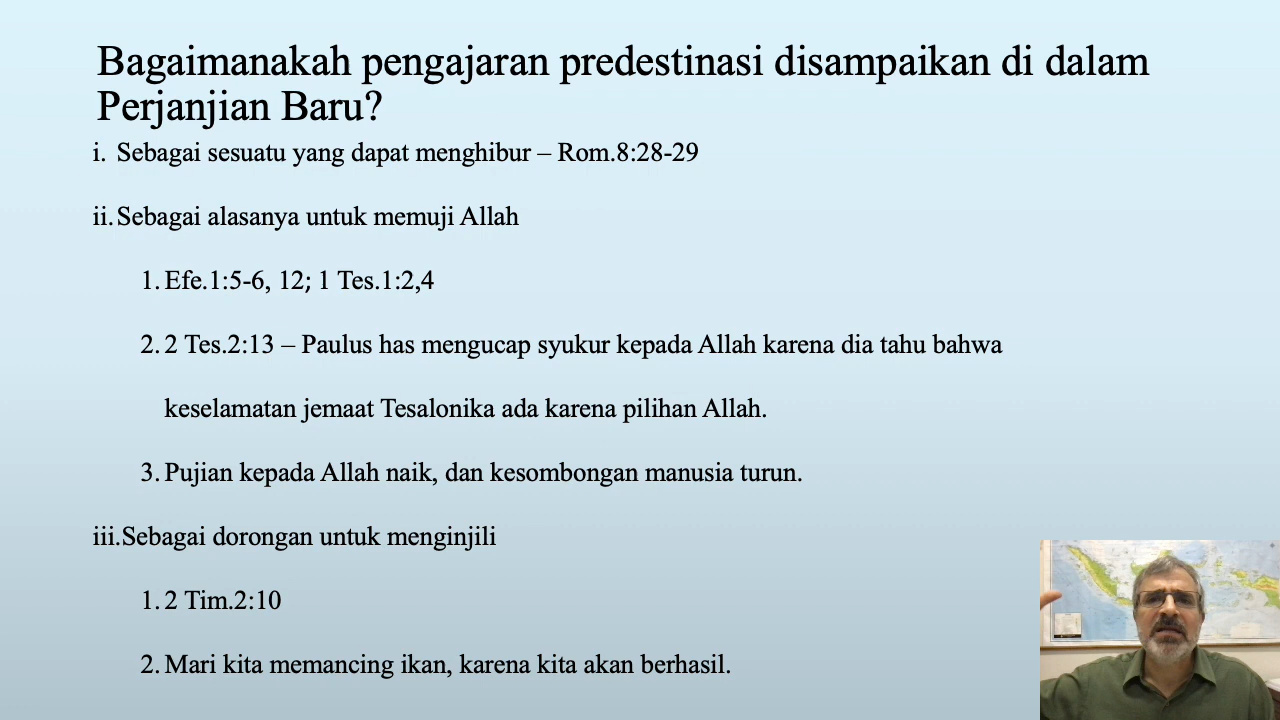 Bagaimanakah pengajaran predestinasi disampaikan di dalam
Perjanjian Baru?
i. Sebagai sesuatu yang dapat menghibur – Rom.8:28-29
ii. Sebagai alasanya untuk memuji Allah
1. Efe.1:5-6, 12; 1 Tes.1:2,4
2. 2 Tes.2:13 – Paulus has mengucap syukur kepada Allah karena dia tahu bahwa
keselamatan jemaat Tesalonika ada karena pilihan Allah.
3. Pujian kepada Allah naik, dan kesombongan manusia turun.
iii. Sebagai dorongan untuk menginjili
1. 2 Tim.2:10
2. Mari kita memancing ikan, karena kita akan berhasil.